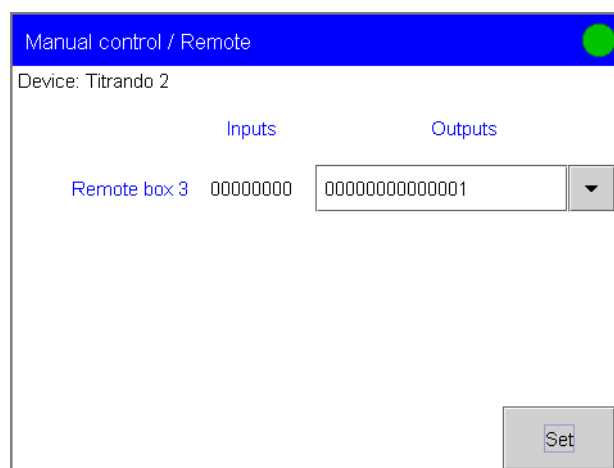 Manual control / Remote
Device: Titrando 2
Inputs Outputs
Remote box 3 00000000 00000000000001
Set